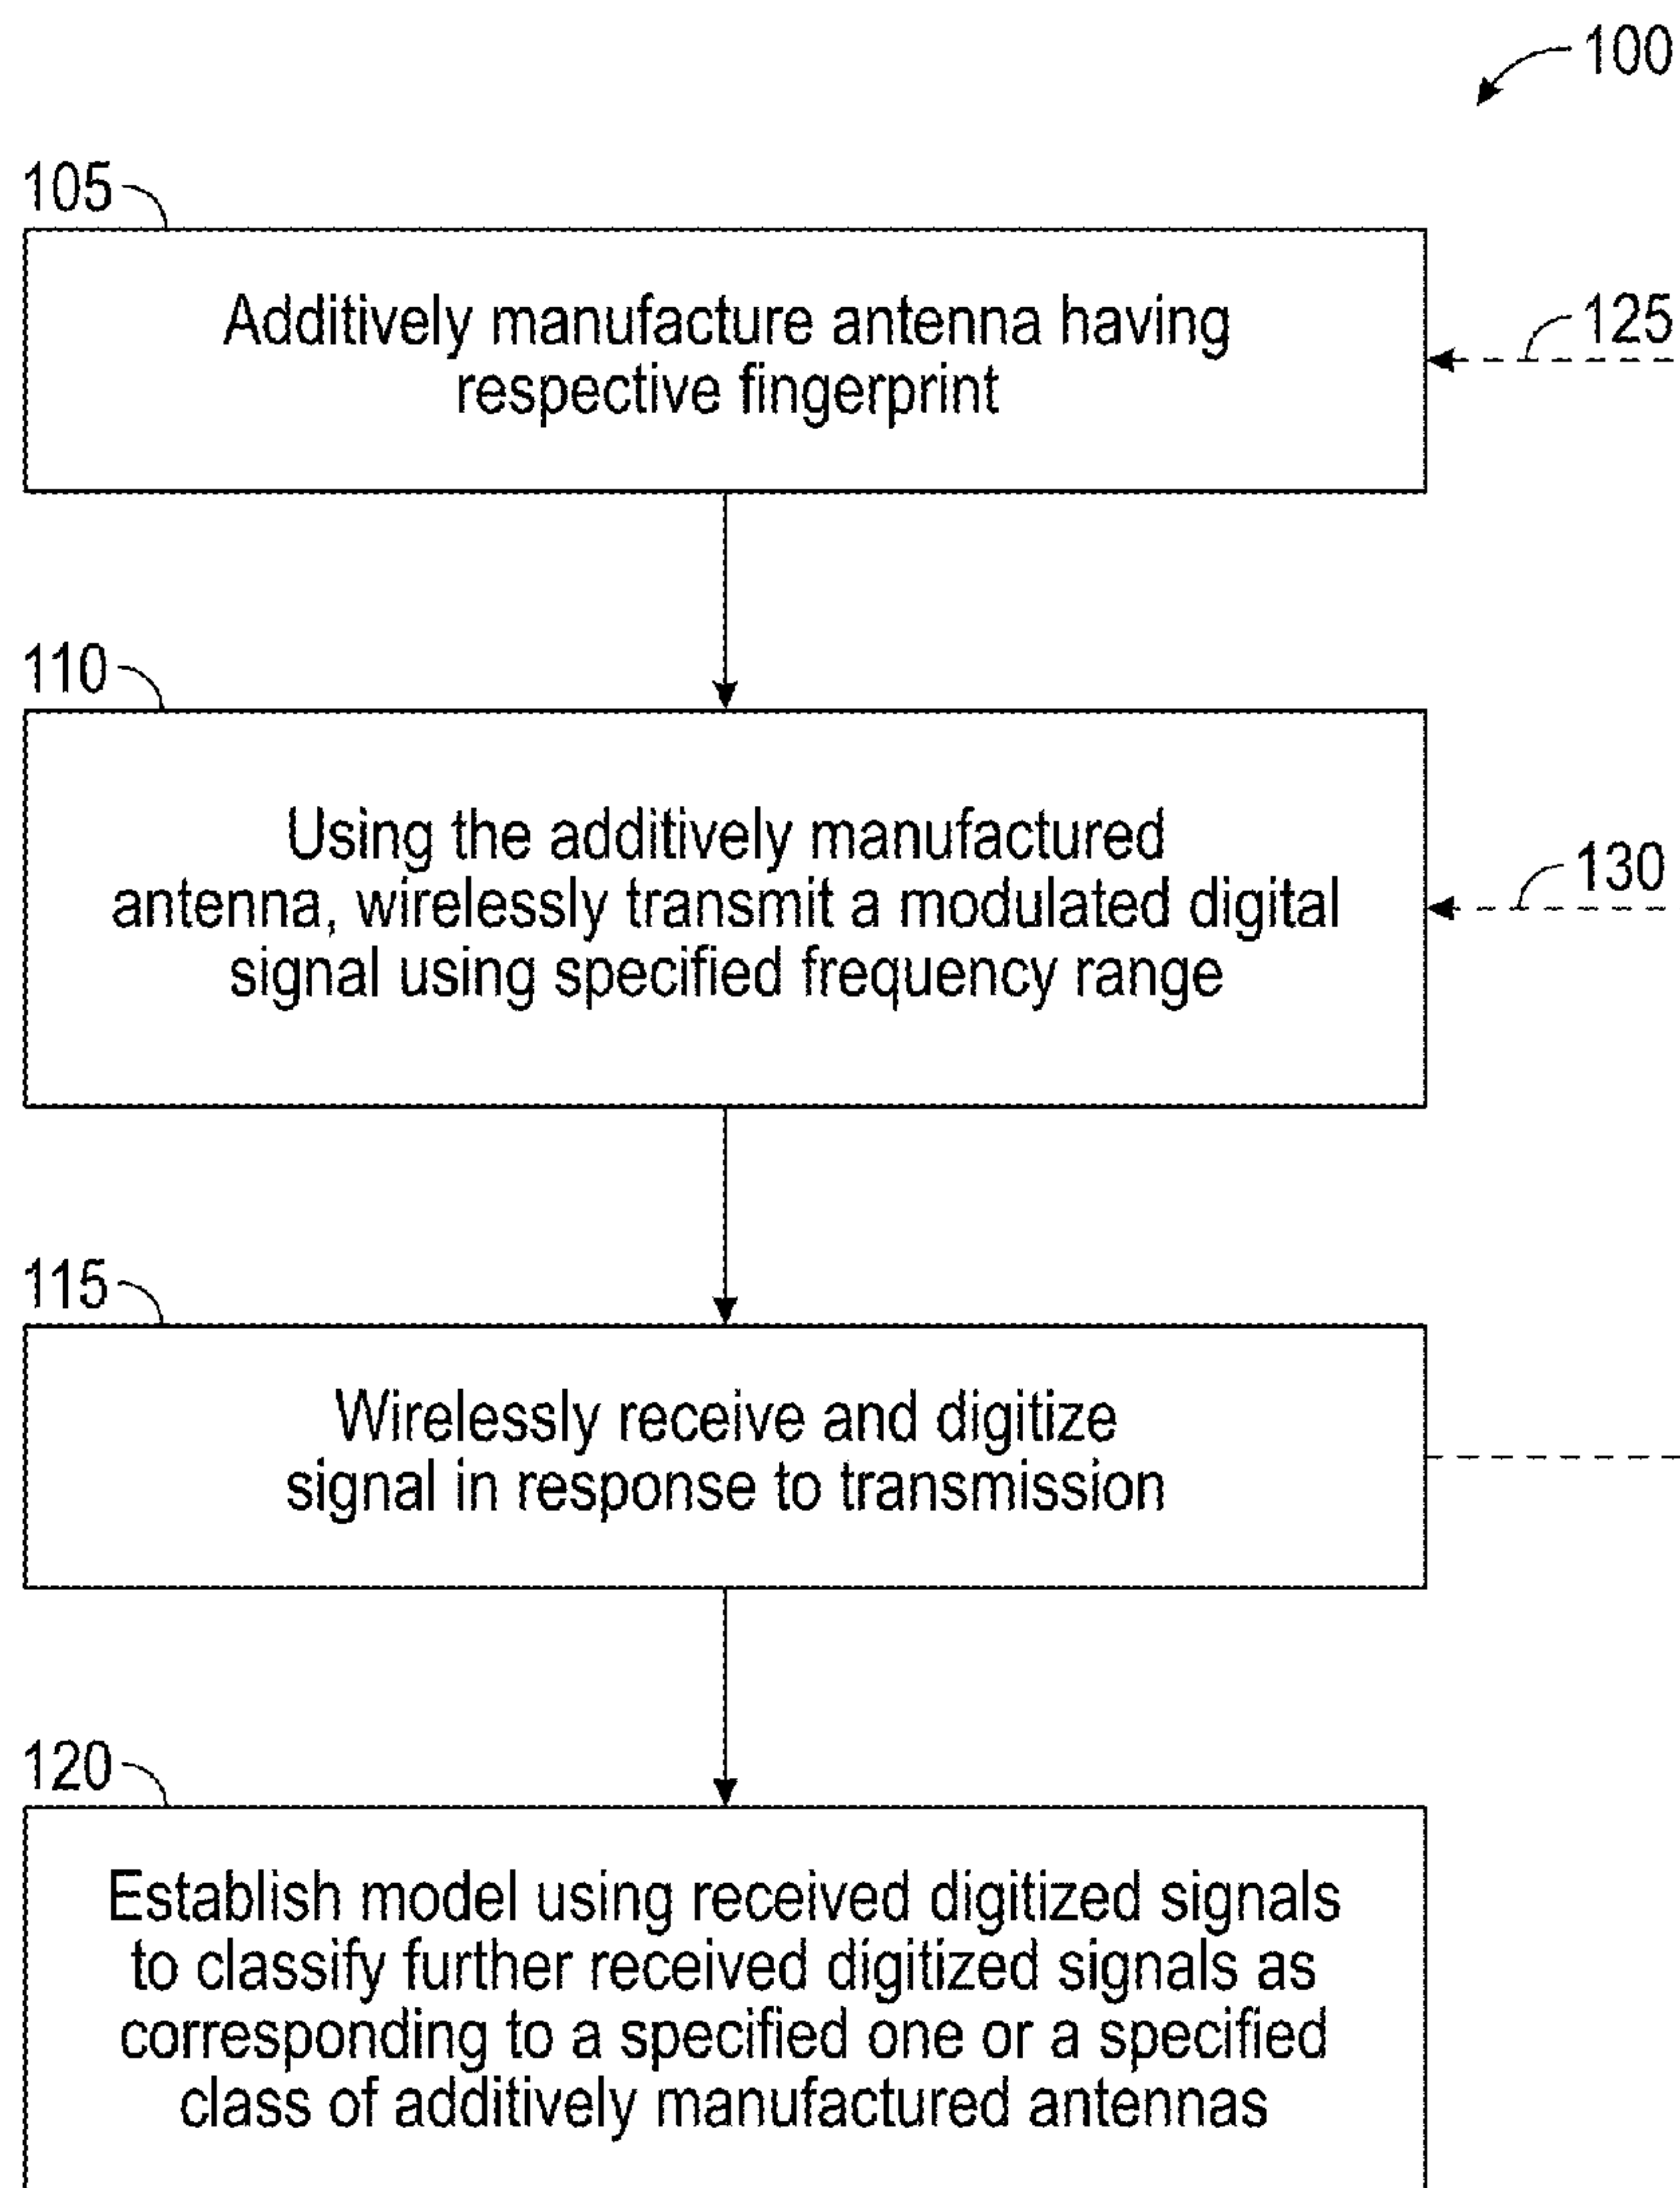 100
105
Additively manufacture antenna having
respective fingerprint
125
110
Using the additively manufactured
antenna, wirelessly transmit a modulated digital
signal using specified frequency range
130
115
Wirelessly receive and digitize
signal in response to transmission
120
Establish model using received digitized signals
to classify further received digitized signals as
corresponding to a specified one or a specified
class of additively manufactured antennas